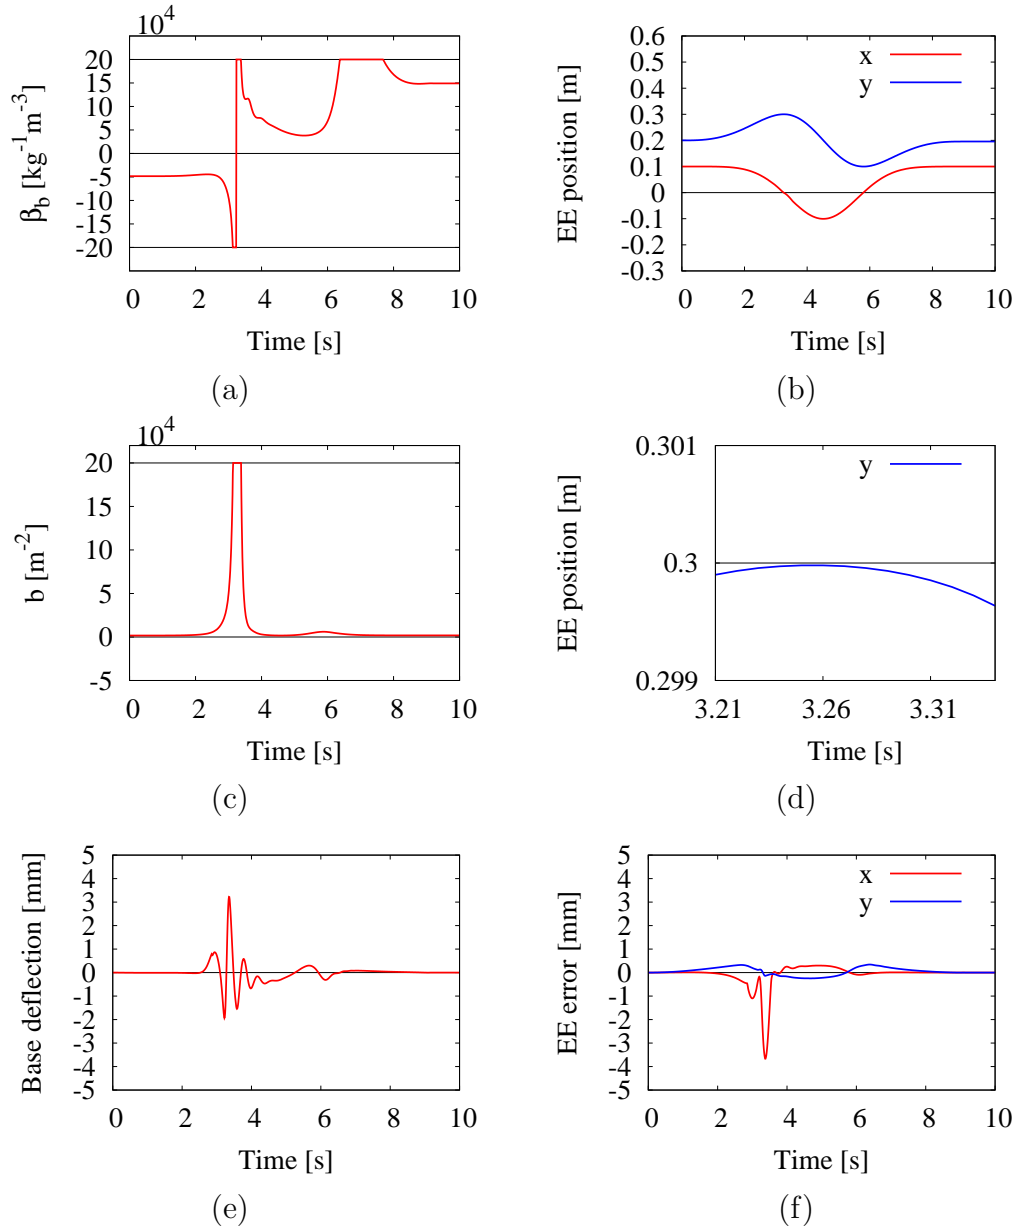 10⁴
20
15
10
5
0
-5
-10
-15
-20
β_b [kg⁻¹m⁻³]
0 2 4 6 8 10
Time [s]
(a)
0.6
0.5
0.4
0.3
0.2
0.1
0
-0.1
-0.2
-0.3
EE position [m]
x
y
0 2 4 6 8 10
Time [s]
(b)
10⁴
20
15
10
5
0
-5
b [m⁻²]
0 2 4 6 8 10
Time [s]
(c)
0.301
0.3
0.299
EE position [m]
y
3.21 3.26 3.31
Time [s]
(d)
5
4
3
2
1
0
-1
-2
-3
-4
-5
Base deflection [mm]
0 2 4 6 8 10
Time [s]
(e)
5
4
3
2
1
0
-1
-2
-3
-4
-5
EE error [mm]
x
y
0 2 4 6 8 10
Time [s]
(f)